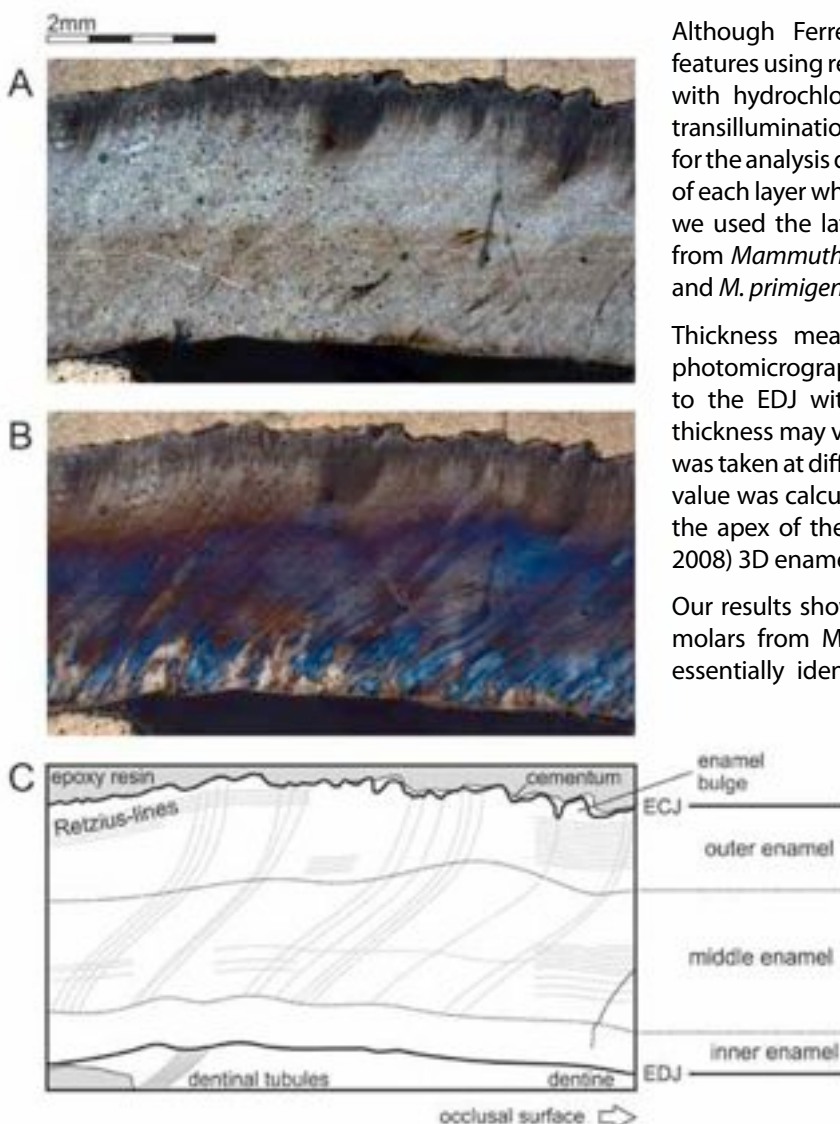 2mm
A
B
C
epoxy resin
cementum
enamel
bulge
Retzius-lines
ECJ
outer enamel
middle enamel
inner enamel
dentinal tubules
dentine
EDJ
occlusal surface
Although Ferre
features using re
with hydrochlo
transillumination
for the analysis o
of each layer wh
we used the la
from Mammuth
and M. primigen
Thickness mea
photomicrograp
to the EDJ wit
thickness may v
was taken at diff
value was calcu
the apex of the
2008) 3D ename
Our results show
molars from M
essentially iden